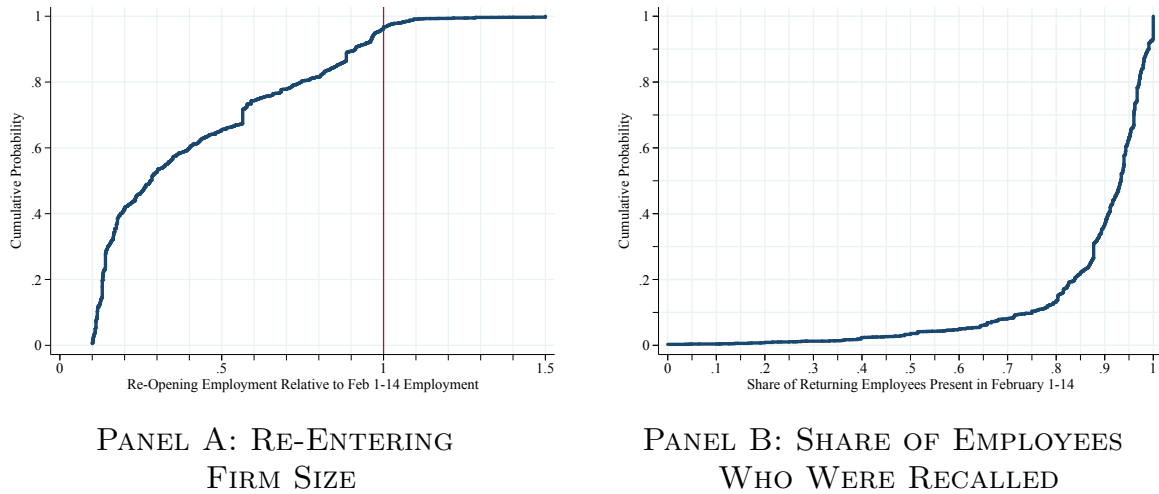 1
.8
.6
.4
.2
0
Cumulative Probability
0 .5 1 1.5
Re-Opening Employment Relative to Feb 1-14 Employment
PANEL A: RE-ENTERING
FIRM SIZE
1
.8
.6
.4
.2
0
Cumulative Probability
0 .1 .2 .3 .4 .5 .6 .7 .8 .9 1
Share of Returning Employees Present in February 1-14
PANEL B: SHARE OF EMPLOYEES
WHO WERE RECALLED